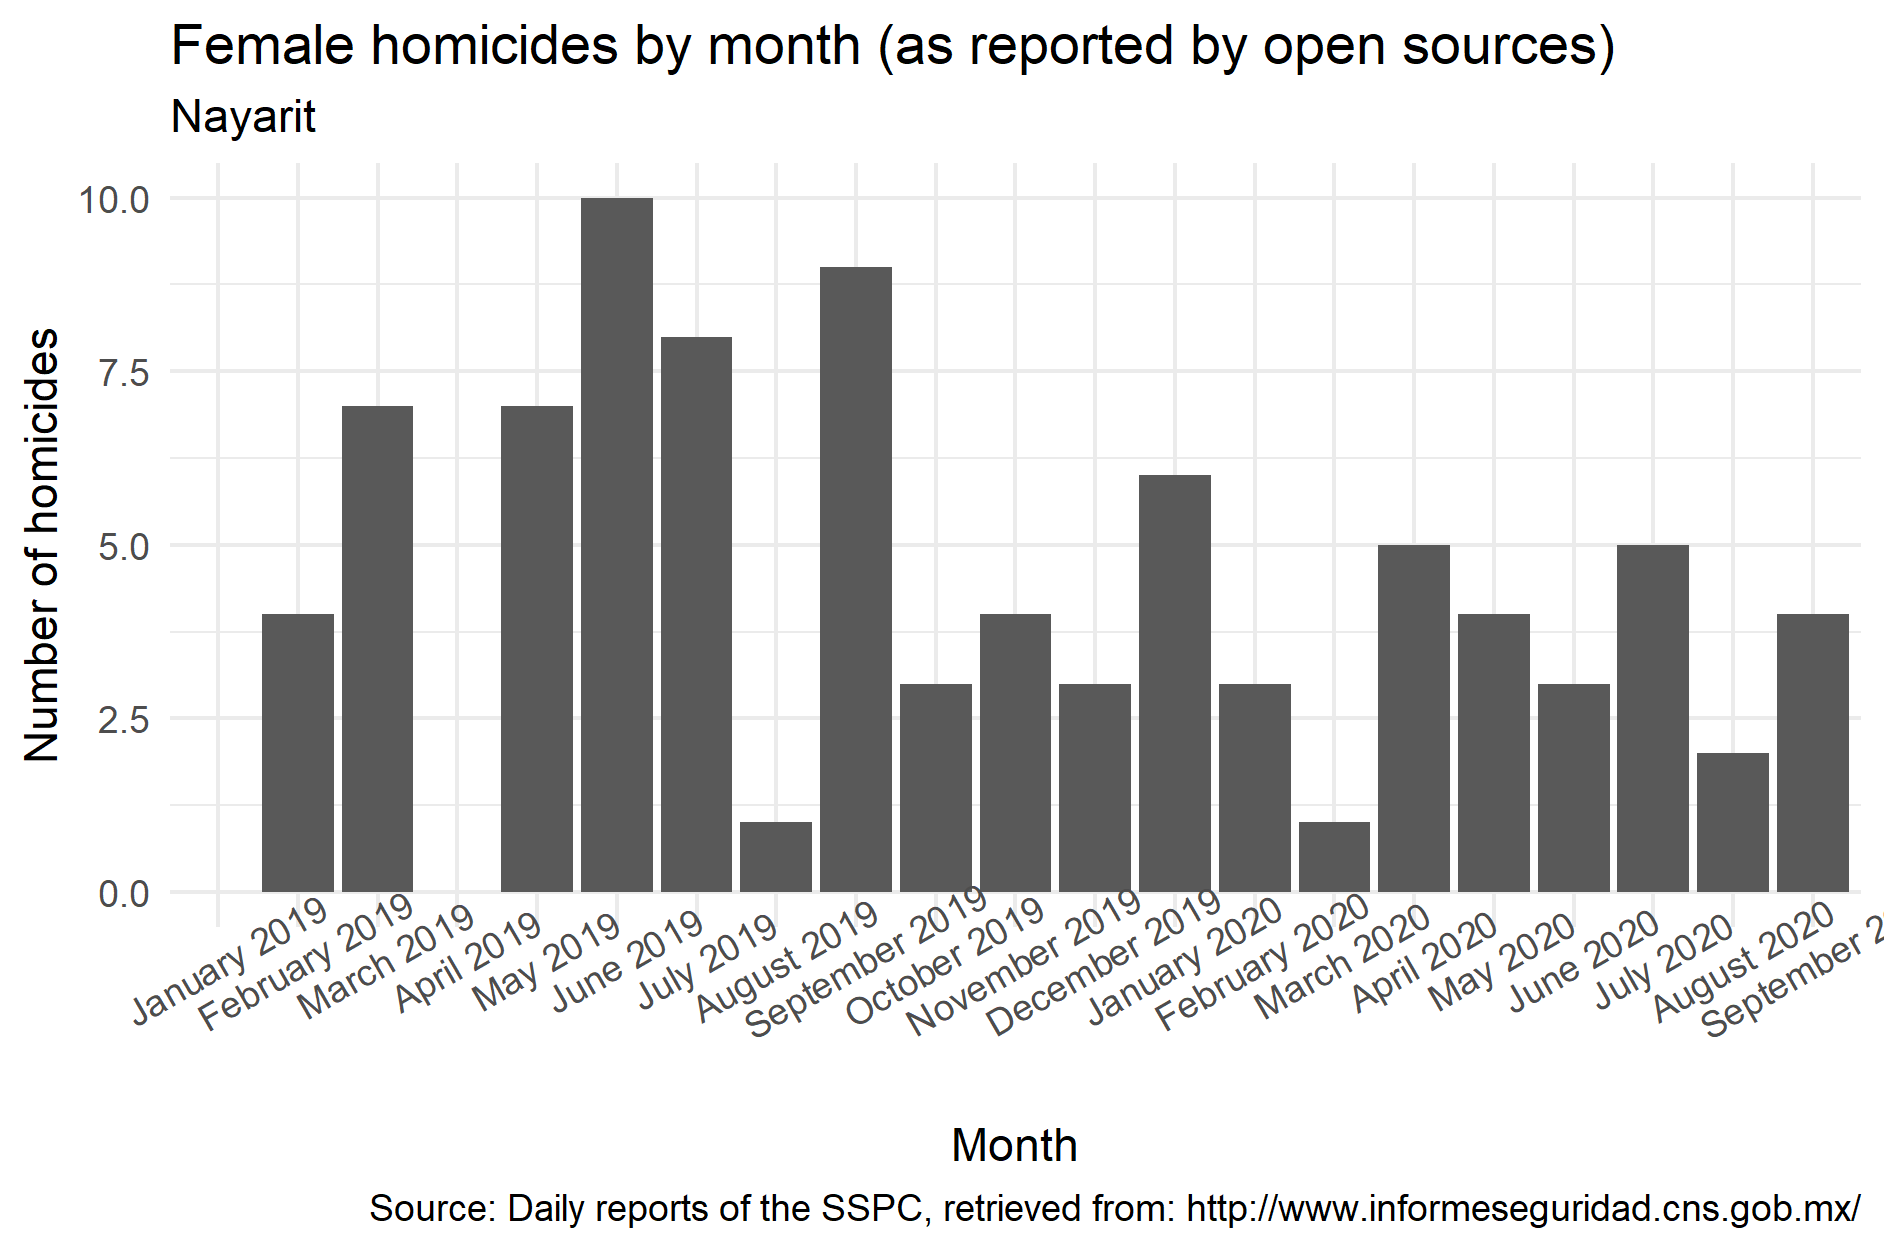 Female homicides by month (as reported by open sources)
Nayarit
Number of homicides
10.0
7.5
5.0
2.5
0.0
January 2019
February 2019
March 2019
April 2019
May 2019
June 2019
July 2019
August 2019
September 2019
October 2019
November 2019
December 2019
January 2020
February 2020
March 2020
April 2020
May 2020
June 2020
July 2020
August 2020
September 2
Month
Source: Daily reports of the SSPC, retrieved from: http://www.informeseguridad.cns.gob.mx/